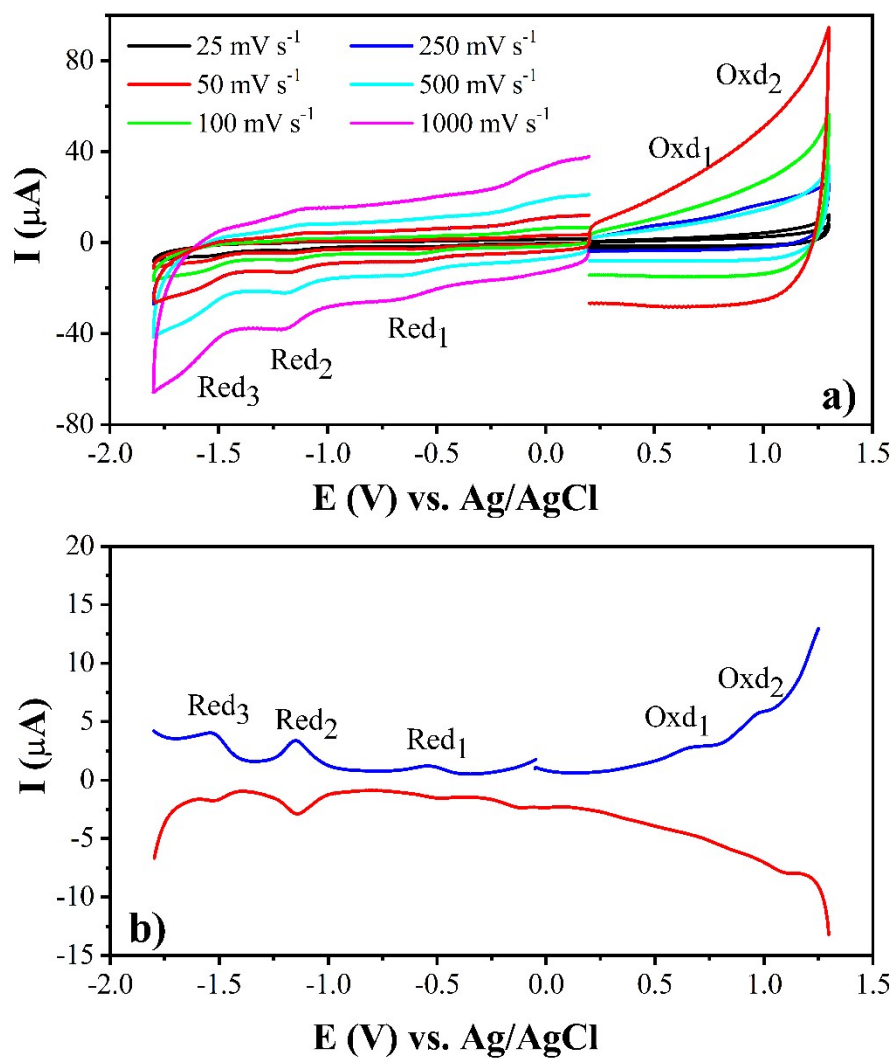 80
40
0
-40
-80
I (μA)
25 mV s⁻¹
250 mV s⁻¹
50 mV s⁻¹
500 mV s⁻¹
100 mV s⁻¹
1000 mV s⁻¹
Oxd₂
Oxd₁
Red₁
Red₂
Red₃
a)
-2.0 -1.5 -1.0 -0.5 0.0 0.5 1.0 1.5
E (V) vs. Ag/AgCl
20
15
10
5
0
-5
-10
-15
I (μA)
Red₃
Red₂
Red₁
Oxd₁
Oxd₂
b)
-2.0 -1.5 -1.0 -0.5 0.0 0.5 1.0 1.5
E (V) vs. Ag/AgCl